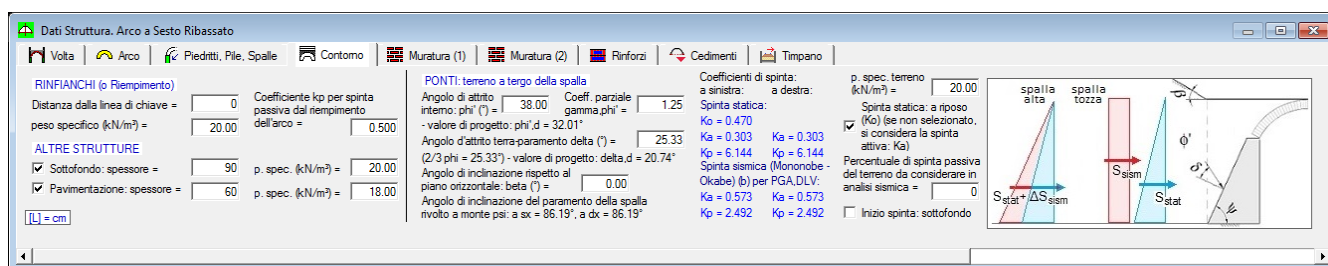 Dati Struttura. Arco a Sesto Ribassato
Volta
Arco
Piedritti, Pile, Spalle
Contorno
Muratura (1)
Muratura (2)
Rinforzi
Cedimenti
Timpano
RINFIANCHI (o Riempimento)
Distanza dalla linea di chiave = 0
peso specifico (kN/m³) = 20.00
Coefficiente kp per spinta
passiva dal riempimento
dell'arco = 0.500
ALTRE STRUTTURE
Sottofondo: spessore = 90 p. spec. (kN/m³) = 20.00
Pavimentazione: spessore = 60 p. spec. (kN/m³) = 18.00
[L] = cm
PONTI: terreno a tergo della spalla
Angolo di attrito
interno: phi' (°) = 38.00
Coeff. parziale
gamma,phi' = 1.25
- valore di progetto: phi',d = 32.01°
Angolo d'attrito terra-paramento delta (°) = 25.33
(2/3 phi = 25.33°) - valore di progetto: delta,d = 20.74°
Angolo di inclinazione rispetto al
piano orizzontale: beta (°) = 0.00
Angolo di inclinazione del paramento della spalla
rivolto a monte psi: a sx = 86.19°, a dx = 86.19°
Coefficienti di spinta:
a sinistra: a destra:
Spinta statica:
Ko = 0.470
Ka = 0.303 Ka = 0.303
Kp = 6.144 Kp = 6.144
Spinta sismica (Mononobe -
Okabe) (b) per PGA,DLV:
Ka = 0.573 Ka = 0.573
Kp = 2.492 Kp = 2.492
p. spec. terreno
(kN/m³) = 20.00
Spinta statica: a riposo
(Ko) (se non selezionato,
si considera la spinta
attiva: Ka)
Percentuale di spinta passiva
del terreno da considerare in
analisi sismica = 0
Inizio spinta: sottofondo
spalla
alta
spalla
tozza
Sstat+ ΔSsism
Ssism
Sstat
β
ϕ'
δ'
ψ